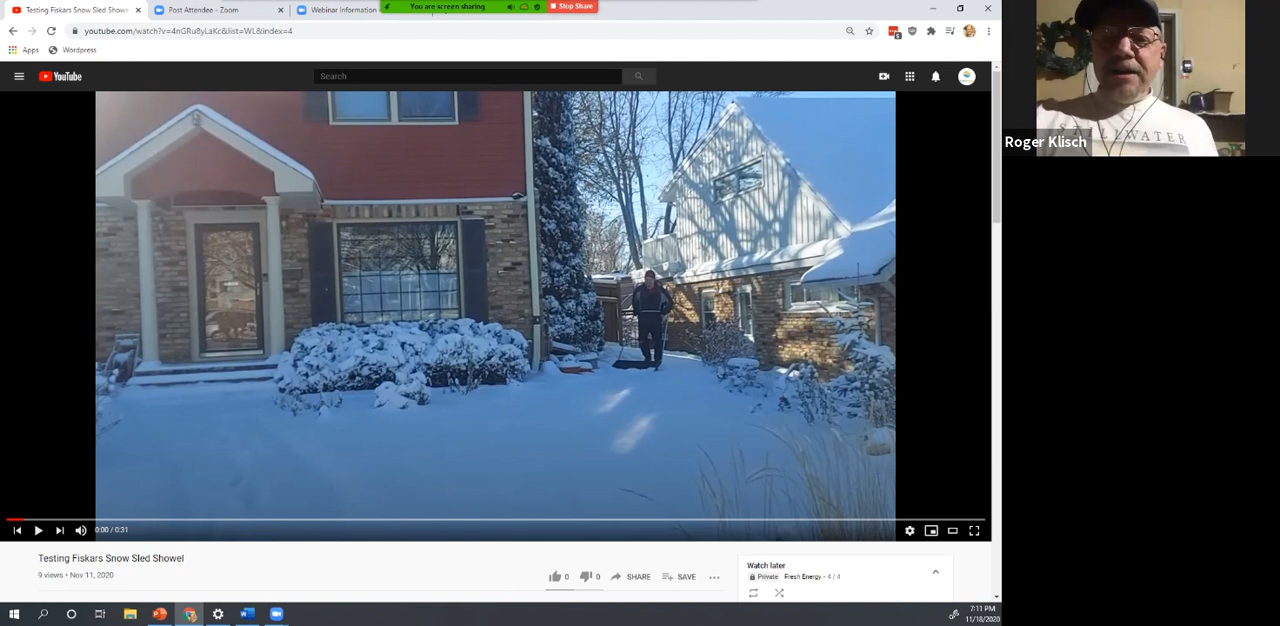 Testing Fiskars Snow Sled Showel
Post Attendee - Zoom
Webinar Information
You are screen sharing
Stop Share
youtube.com/watch?v=4nGRu8yLaKc&list=WL&index=4
Apps
Wordpress
YouTube
Search
STILLWATER
Roger Klisch
0:00 / 0:31
Testing Fiskars Snow Sled Showel
9 views • Nov 11, 2020
0
0
SHARE
SAVE
Watch later
Private
Fresh Energy - 4 / 4
7:11 PM
11/18/2020